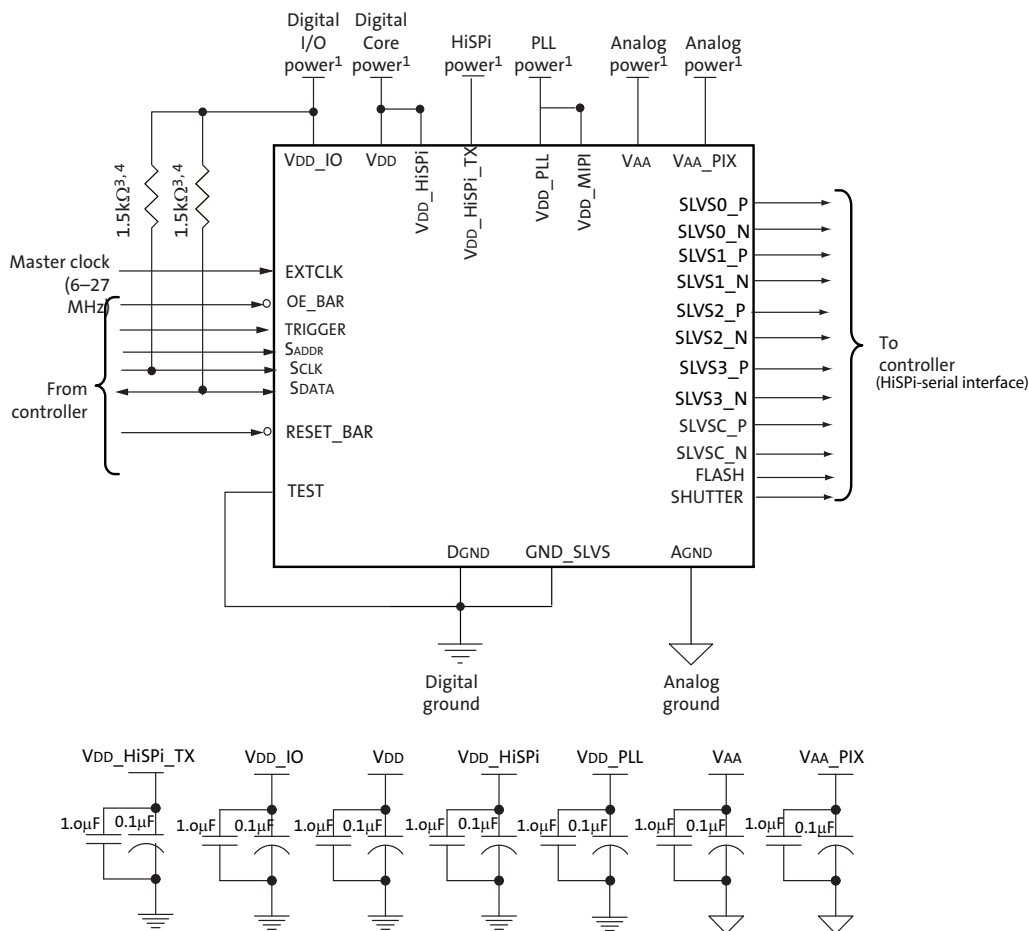 Digital I/O power1
Digital Core power1
HiSPi power1
PLL power1
Analog power1
Analog power1
VDD_IO
VDD
VDD_HiSPi
VDD_HiSPi_TX
VDD_PLL
VDD_MIPI
VAA
VAA_PIX
1.5kΩ3,4
1.5kΩ3,4
Master clock
(6–27
MHz)
From
controller
EXTCLK
OE_BAR
TRIGGER
SADDR
SCLK
SDATA
RESET_BAR
TEST
SLVS0_P
SLVS0_N
SLVS1_P
SLVS1_N
SLVS2_P
SLVS2_N
SLVS3_P
SLVS3_N
SLVSC_P
SLVSC_N
FLASH
SHUTTER
To
controller
(HiSPi-serial interface)
DGND
GND_SLVS
AGND
Digital
ground
Analog
ground
VDD_HiSPi_TX
VDD_IO
VDD
VDD_HiSPi
VDD_PLL
VAA
VAA_PIX
1.0µF 0.1µF
1.0µF 0.1µF
1.0µF 0.1µF
1.0µF 0.1µF
1.0µF 0.1µF
1.0µF 0.1µF
1.0µF 0.1µF